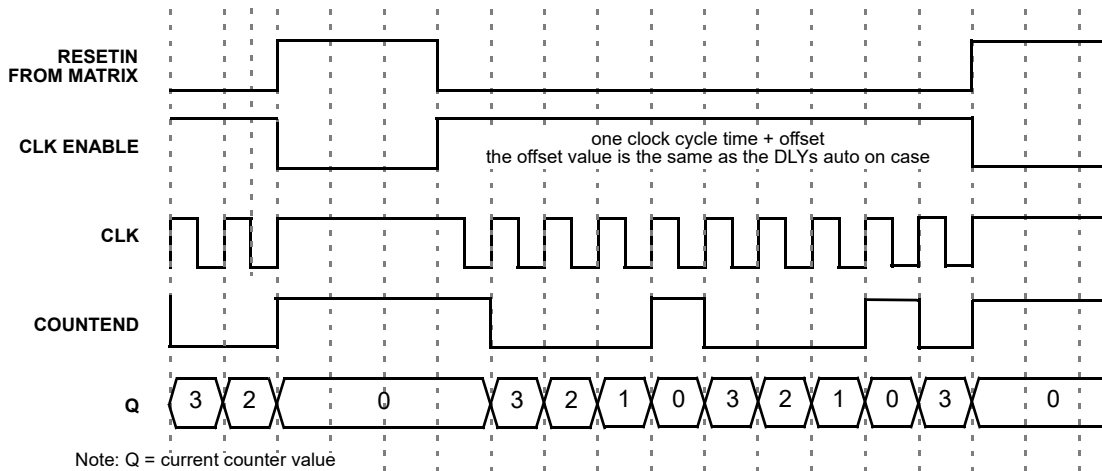 RESETIN
FROM MATRIX
CLK ENABLE
one clock cycle time + offset
the offset value is the same as the DLYs auto on case
CLK
COUNTEND
Q
3 2 0 3 2 1 0 3 2 1 0 3 0
Note: Q = current counter value